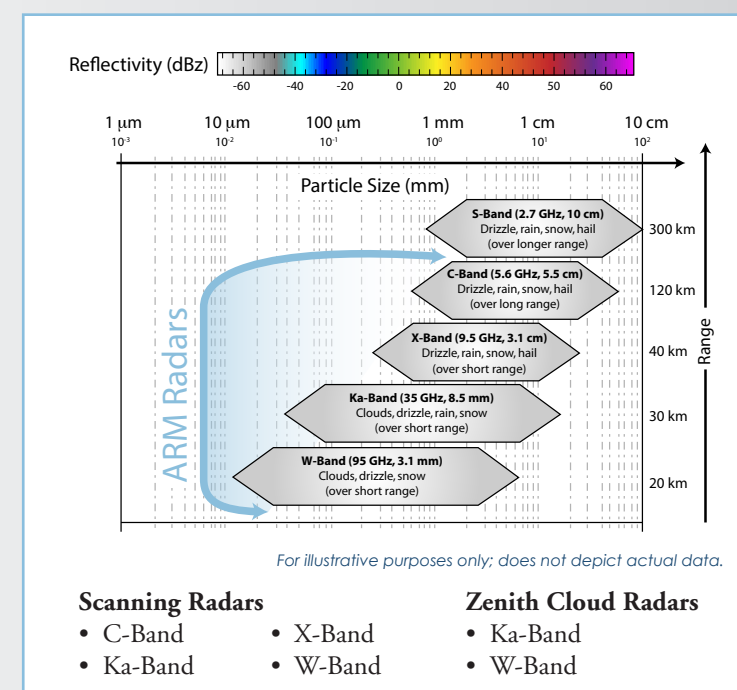 Reflectivity (dBz)
-60 -40 -20 0 20 40 50 60
1 µm 10 µm 100 µm 1 mm 1 cm 10 cm
10-3 10-2 10-1 100 101 102
Particle Size (mm)
S-Band (2.7 GHz, 10 cm)
Drizzle, rain, snow, hail
(over longer range)
300 km
C-Band (5.6 GHz, 5.5 cm)
Drizzle, rain, snow, hail
(over long range)
120 km
X-Band (9.5 GHz, 3.1 cm)
Drizzle, rain, snow, hail
(over short range)
40 km
Ka-Band (35 GHz, 8.5 mm)
Clouds, drizzle, rain, snow
(over short range)
30 km
W-Band (95 GHz, 3.1 mm)
Clouds, drizzle, snow
(over short range)
20 km
ARM Radars
Range
For illustrative purposes only; does not depict actual data.
Scanning Radars
• C-Band • X-Band
• Ka-Band • W-Band
Zenith Cloud Radars
• Ka-Band
• W-Band